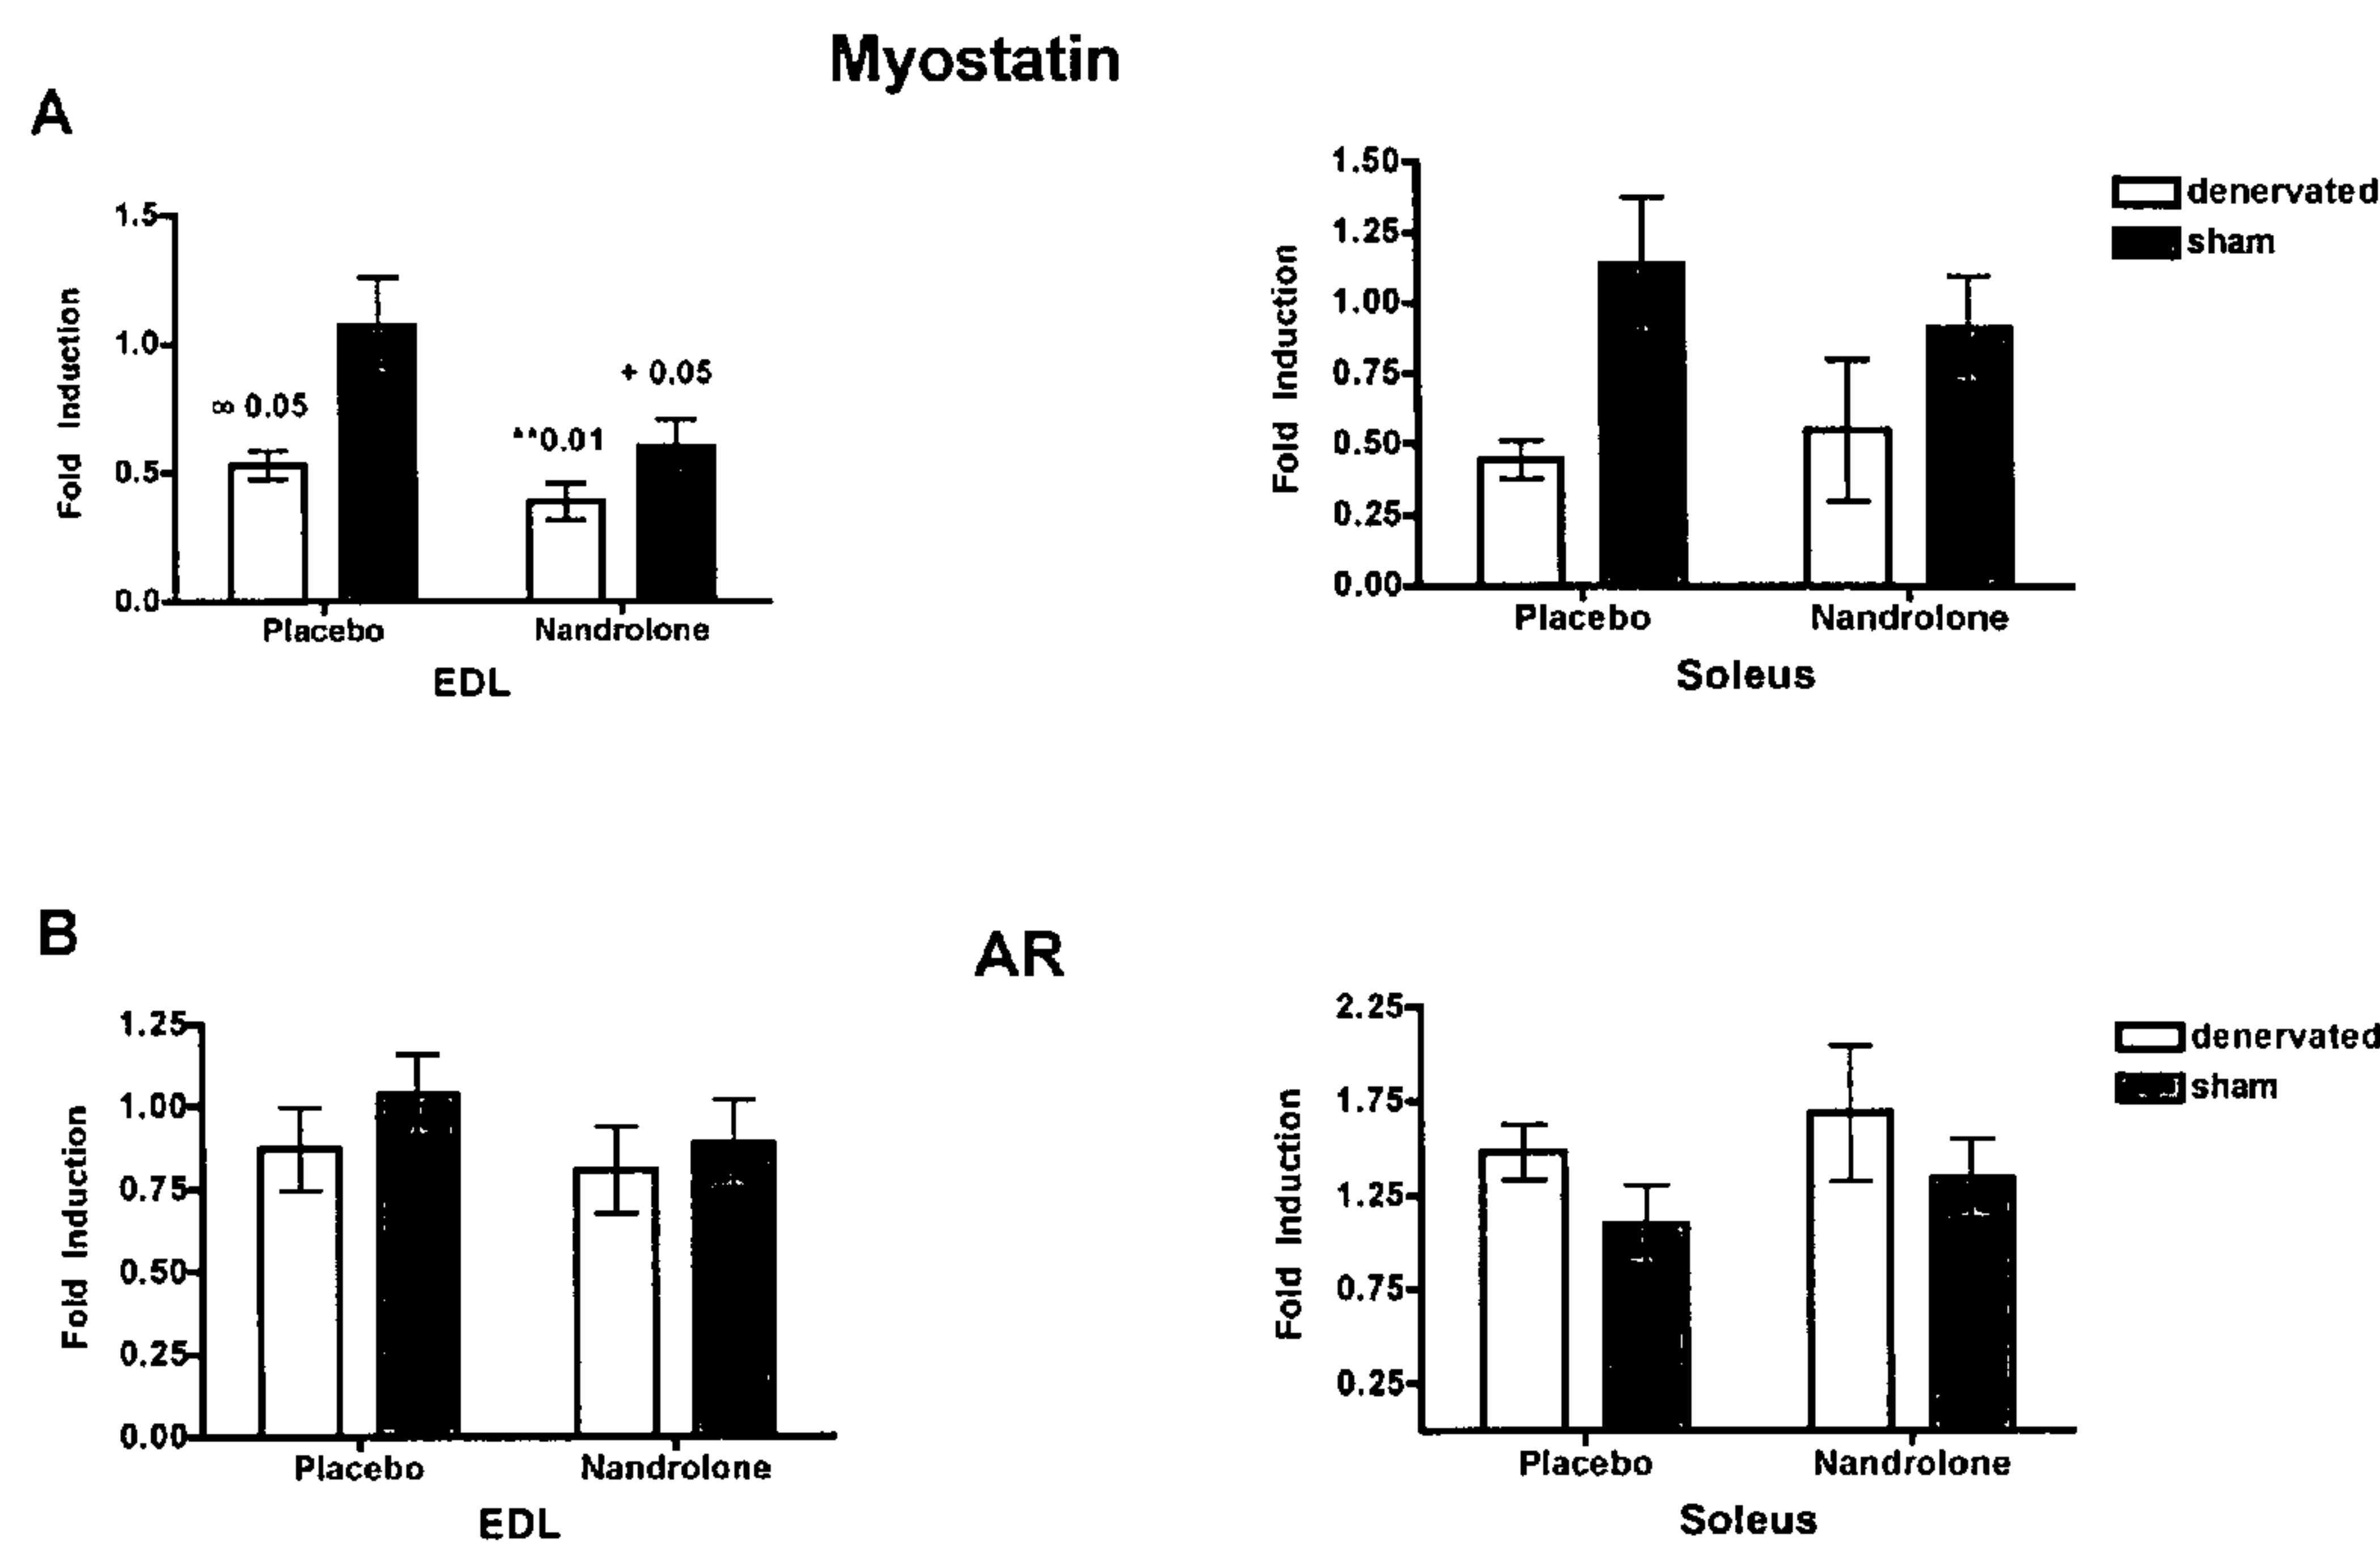 Myostatin
A
1.5
1.0
0.5
0.0
Fold Induction
∞ 0.05
**0.01
+ 0.05
Placebo
Nandrolone
EDL
1.50
1.25
1.00
0.75
0.50
0.25
0.00
Fold Induction
Placebo
Nandrolone
Soleus
denervated
sham
B
AR
1.25
1.00
0.75
0.50
0.25
0.00
Fold Induction
Placebo
Nandrolone
EDL
2.25
1.75
1.25
0.75
0.25
Fold Induction
Placebo
Nandrolone
Soleus
denervated
sham